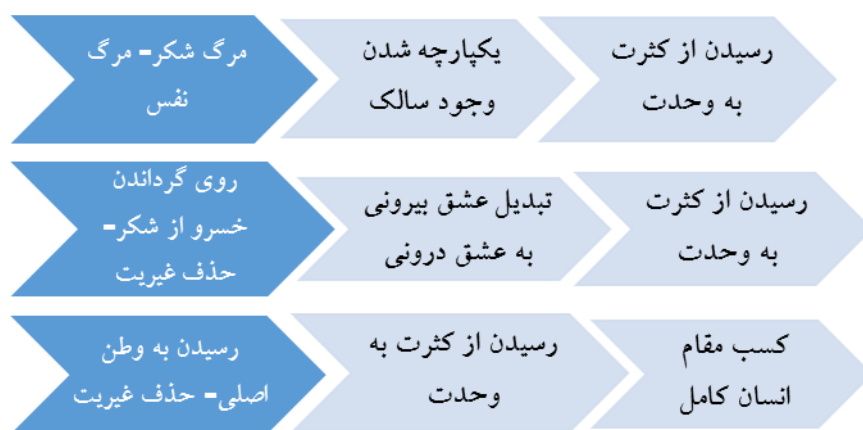 مرگ شکر- مرگ
نفس
یکپارچه شدن
وجود سالک
رسیدن از کثرت
به وحدت
روی گرداندن
خسرو از شکر-
حذف غیریت
تبدیل عشق بیرونی
به عشق درونی
رسیدن از کثرت
به وحدت
رسیدن به وطن
اصلی- حذف غیریت
رسیدن از کثرت به
وحدت
کسب مقام
انسان کامل